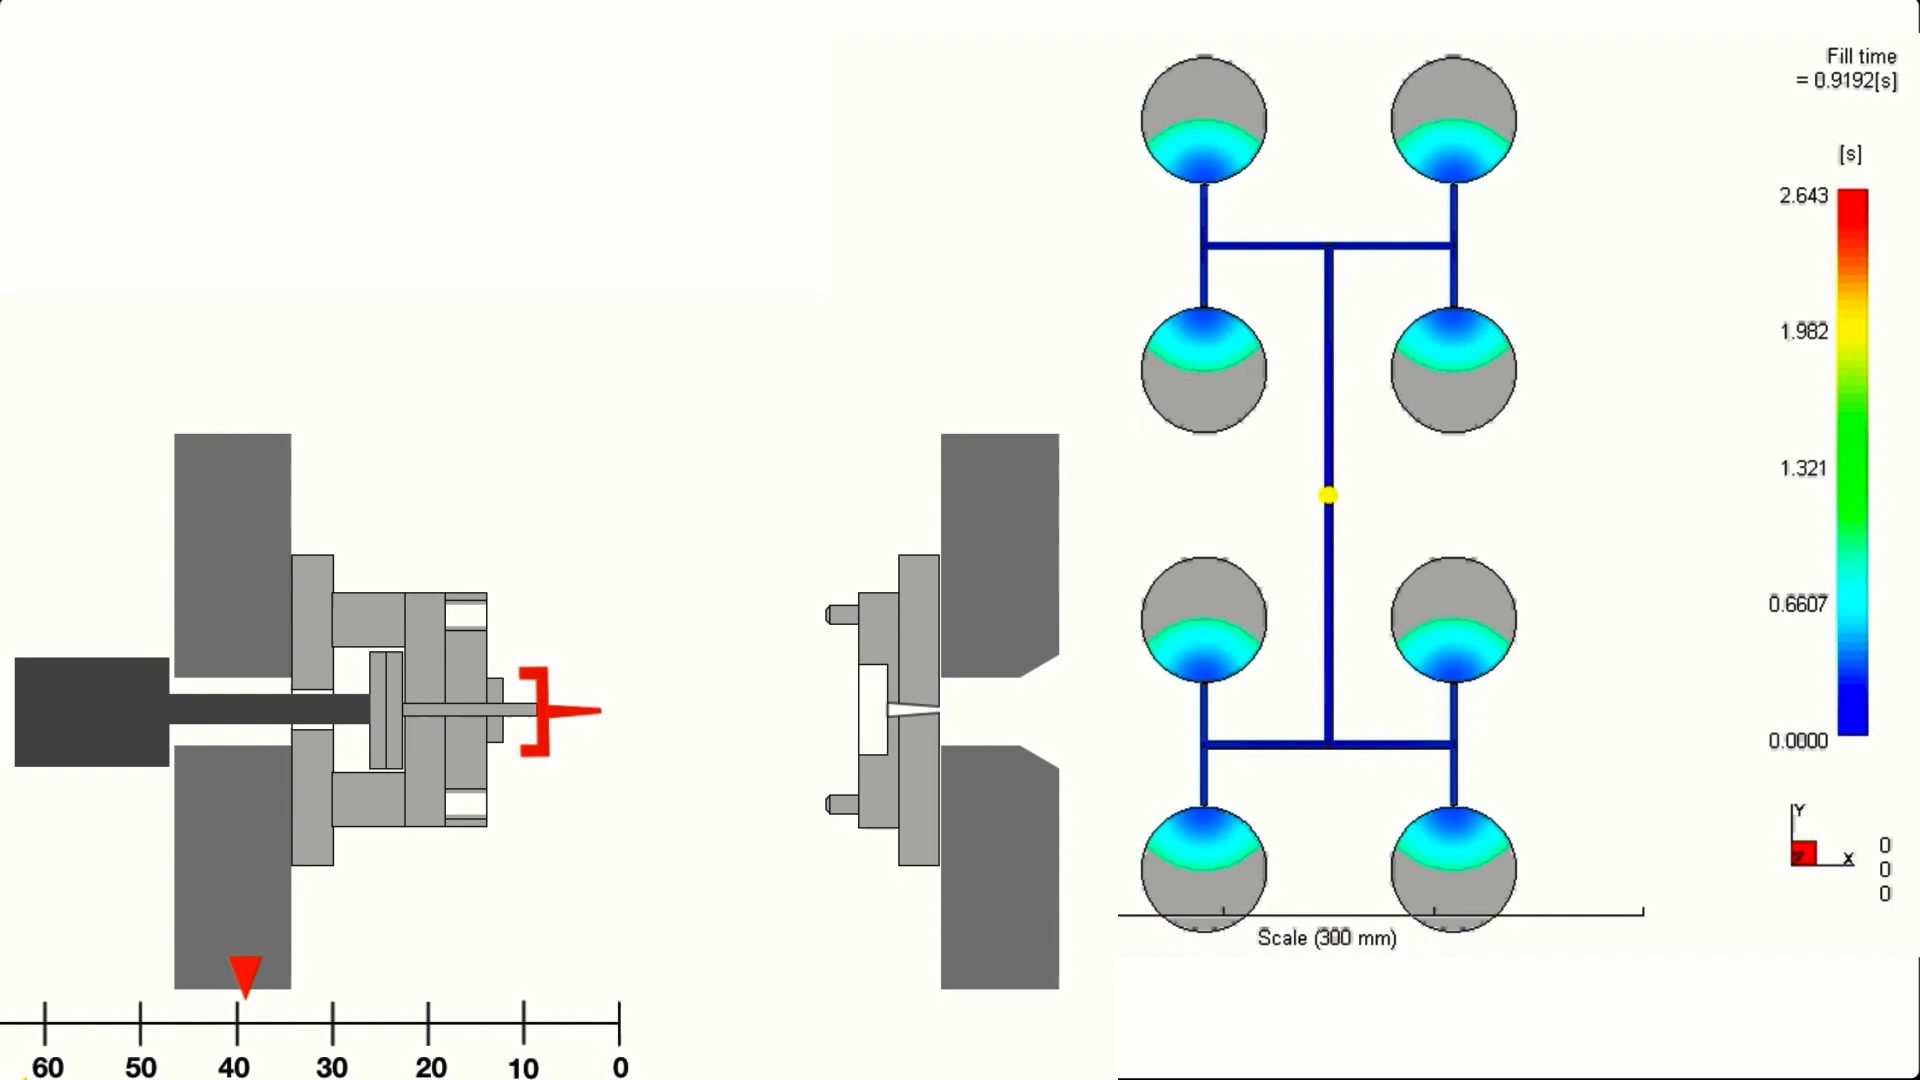 Fill time
= 0.9192[s]
[s]
2.643
1.982
1.321
0.6607
0.0000
Y
Z X
0
0
0
Scale (300 mm)
60 50 40 30 20 10 0